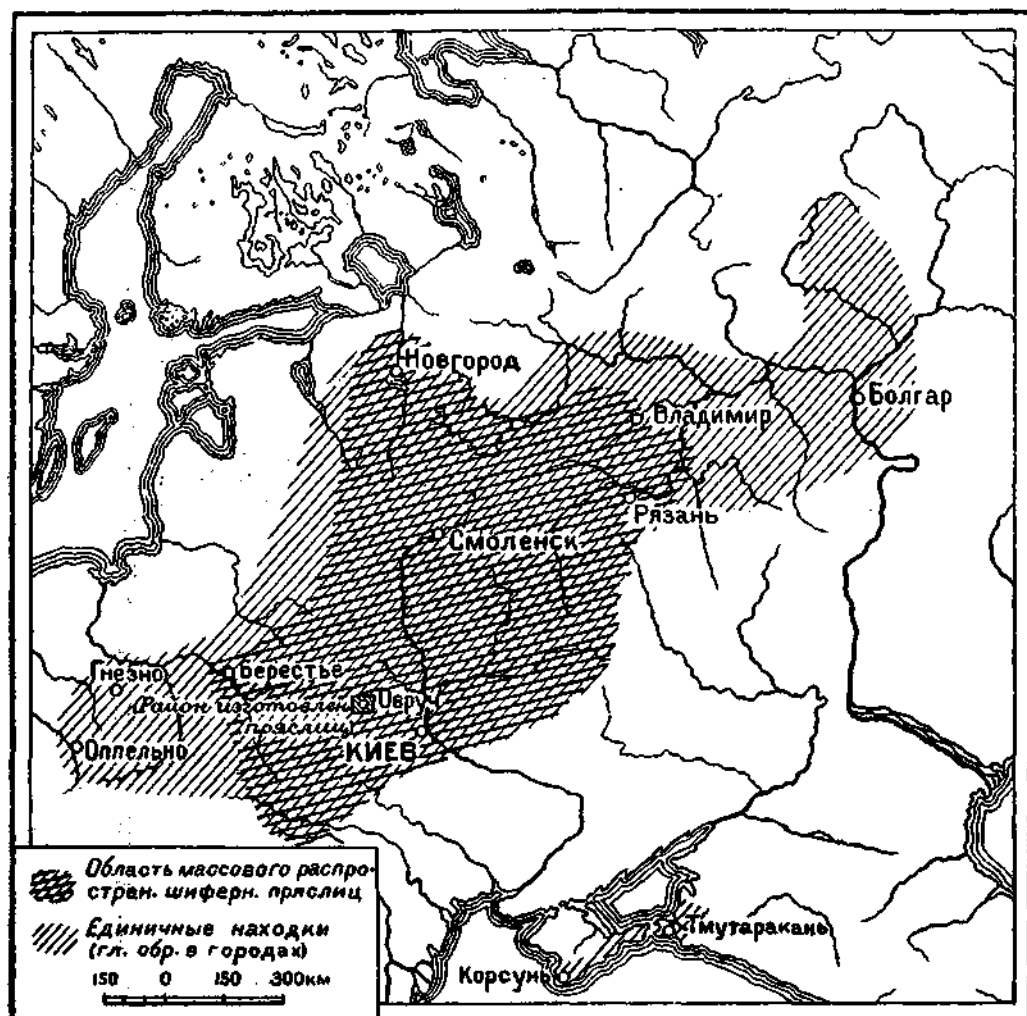 Новгород
Болгар
Владимир
Рязань
Смоленск
Гнезно
Берестье
(Район изготовлен
пряслиц)
Овруч
КИЕВ
Оппельно
Область массового распро-
стран. шиферн. пряслиц
Единичные находки
(гл. обр. в городах)
150 0 150 300км
Тмутаракань
Корсунь